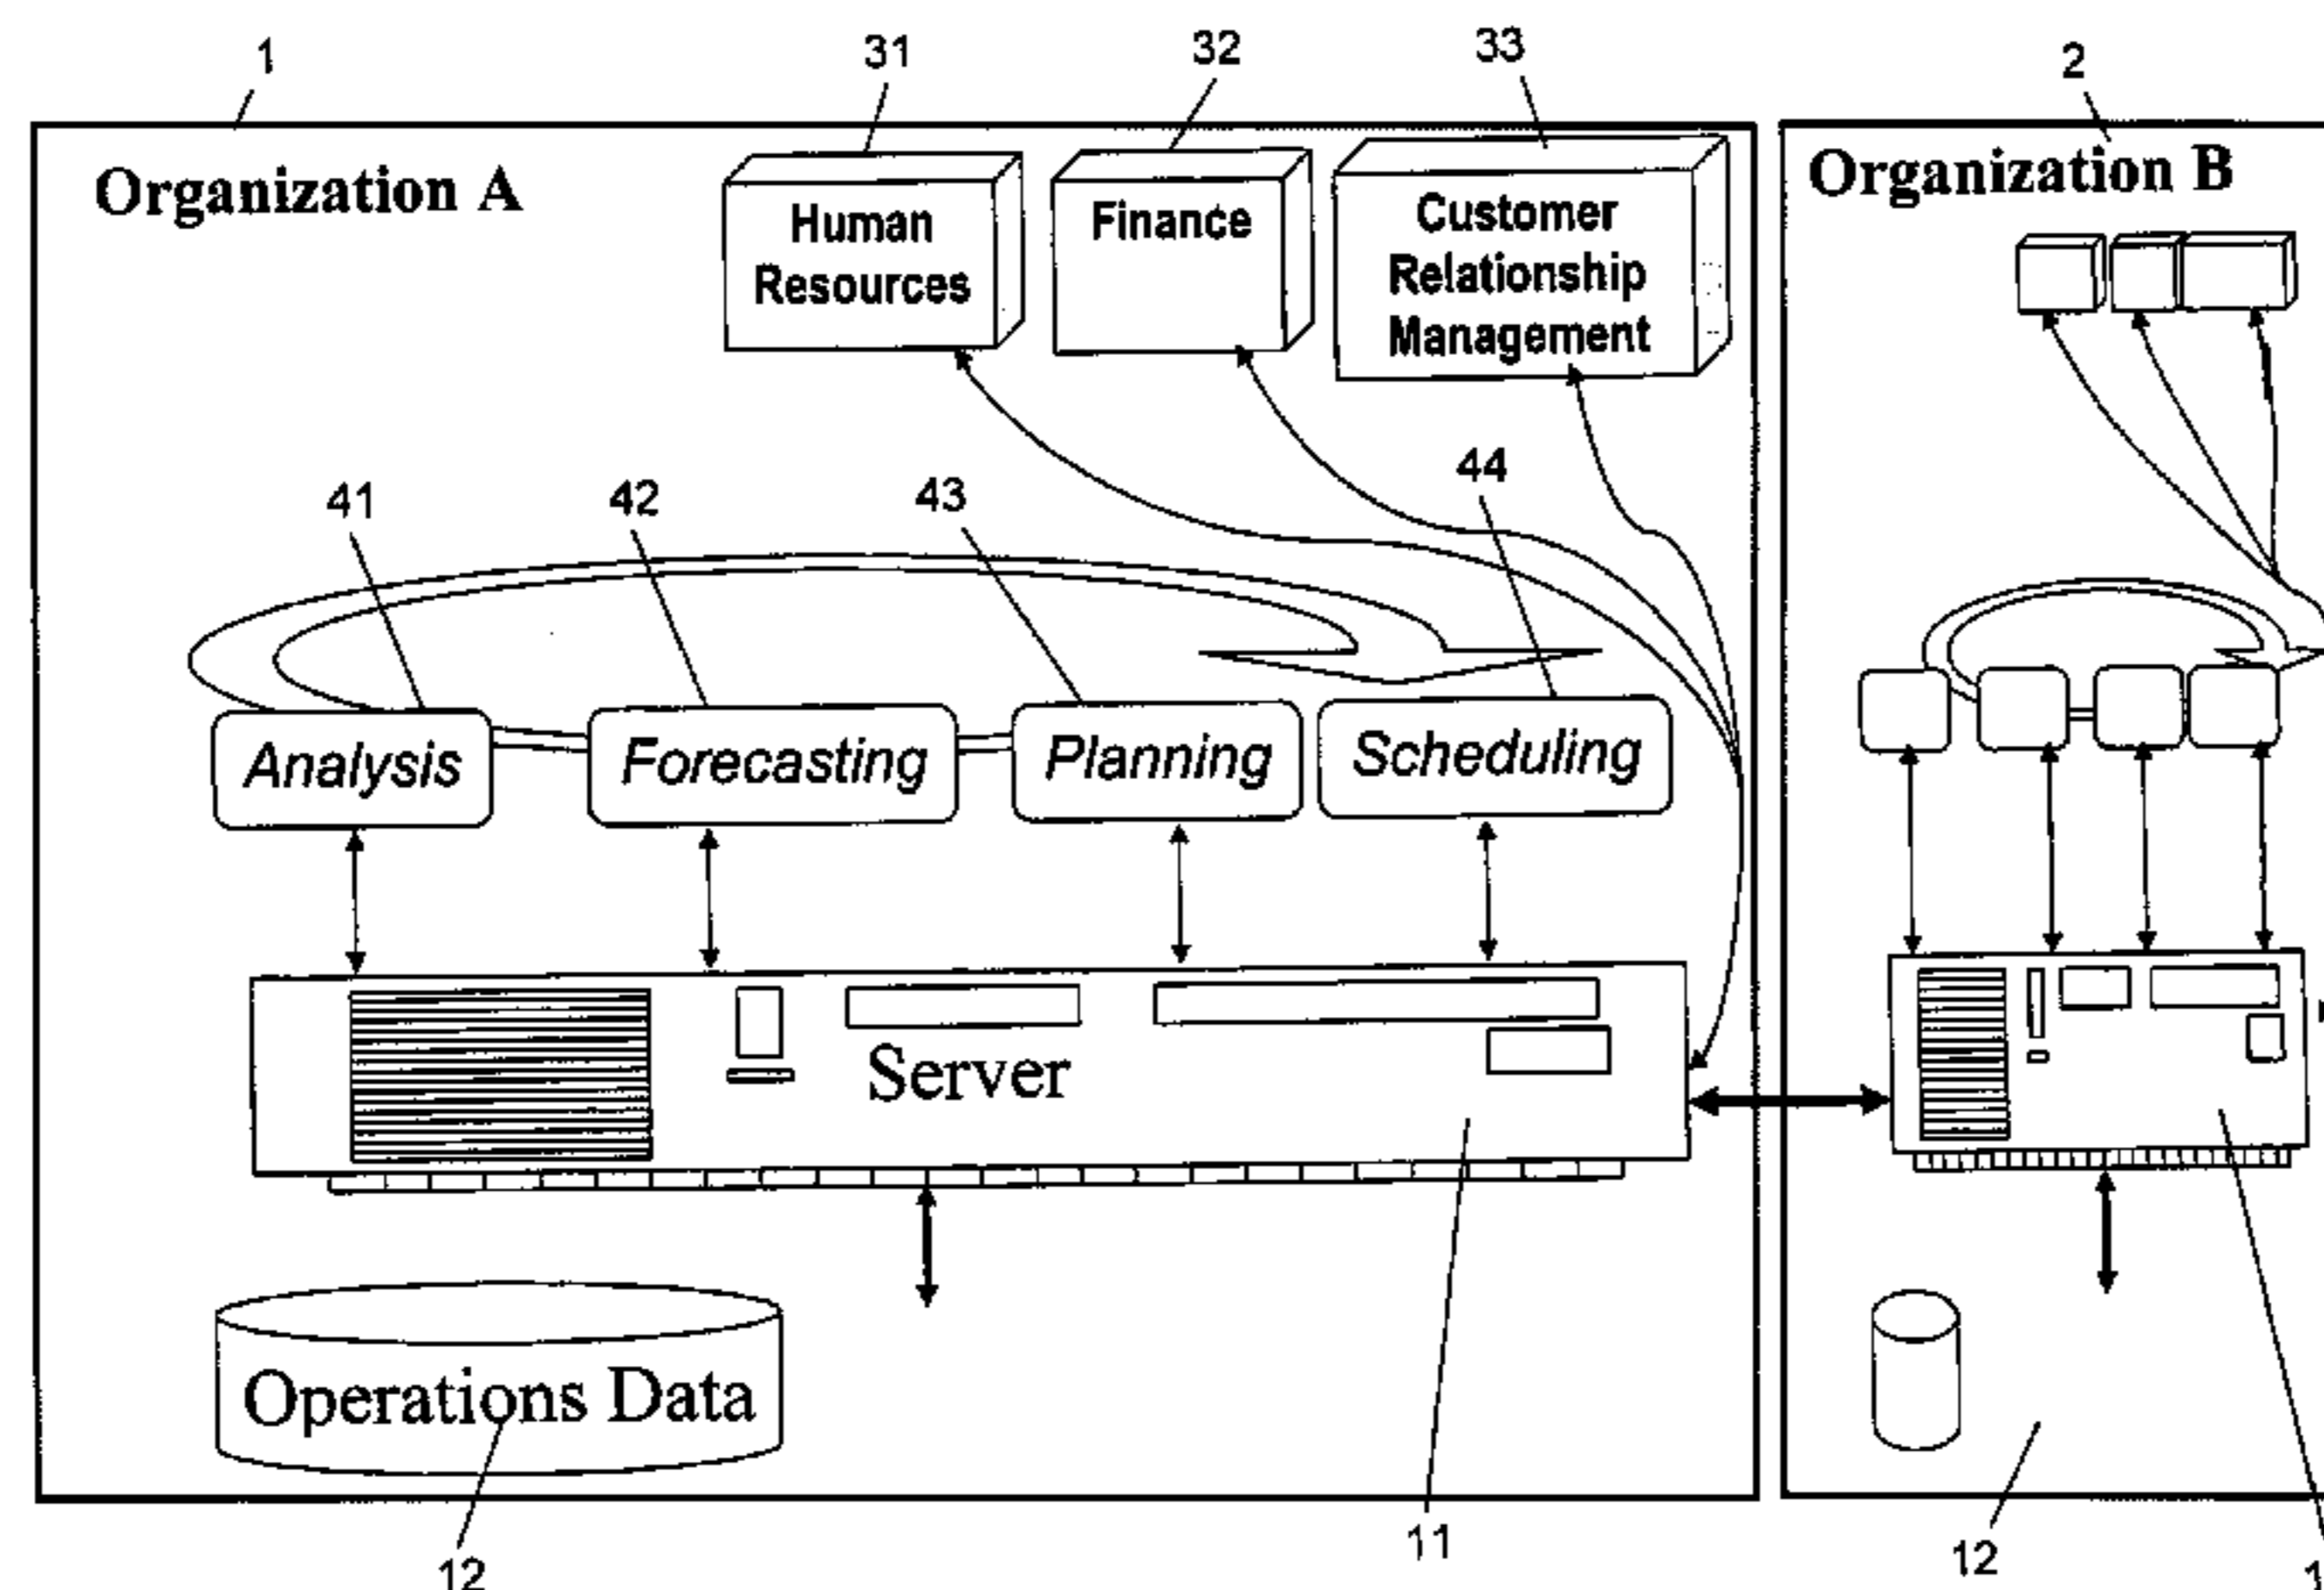 1
31
32
33
2
Organization A
Human
Resources
Finance
Customer
Relationship
Management
Organization B
41
42
43
44
Analysis
Forecasting
Planning
Scheduling
Server
Operations Data
12
11
12